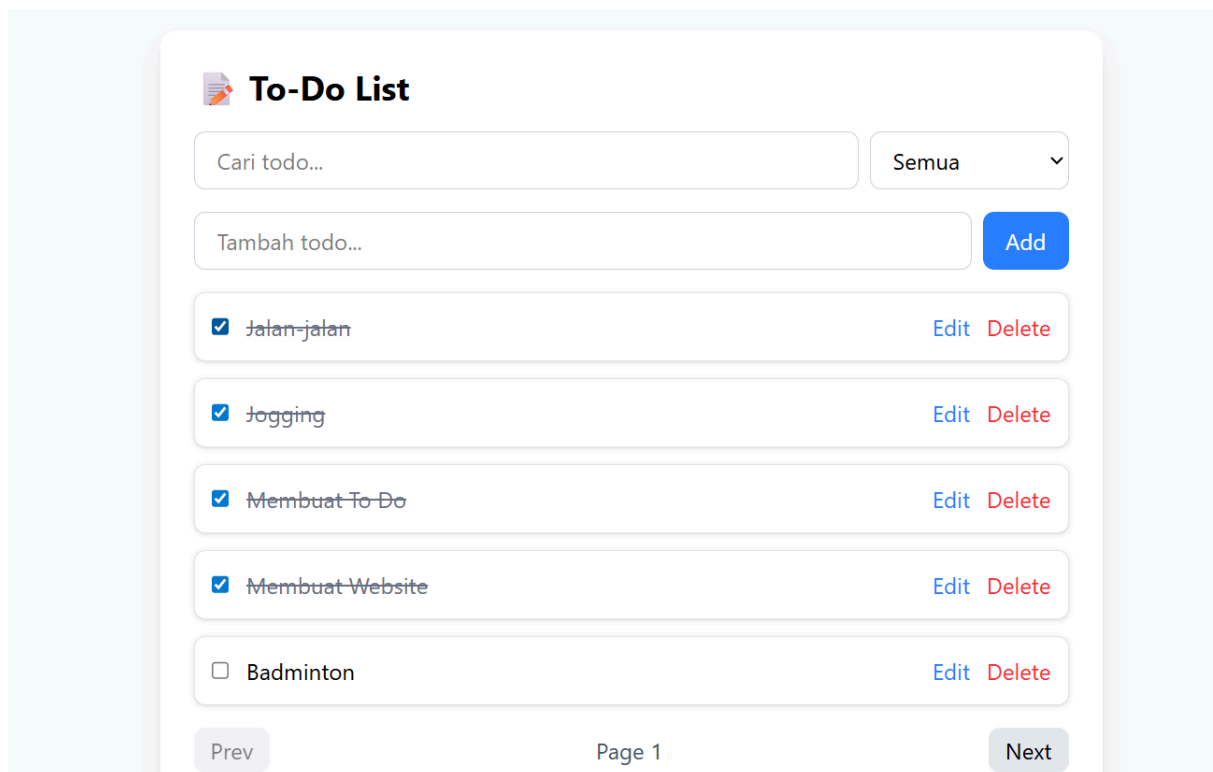 To-Do List
Cari todo...
Semua
Tambah todo...
Add
Jalan-jalan Edit Delete
Jogging Edit Delete
Membuat To Do Edit Delete
Membuat Website Edit Delete
Badminton Edit Delete
Prev Page 1 Next